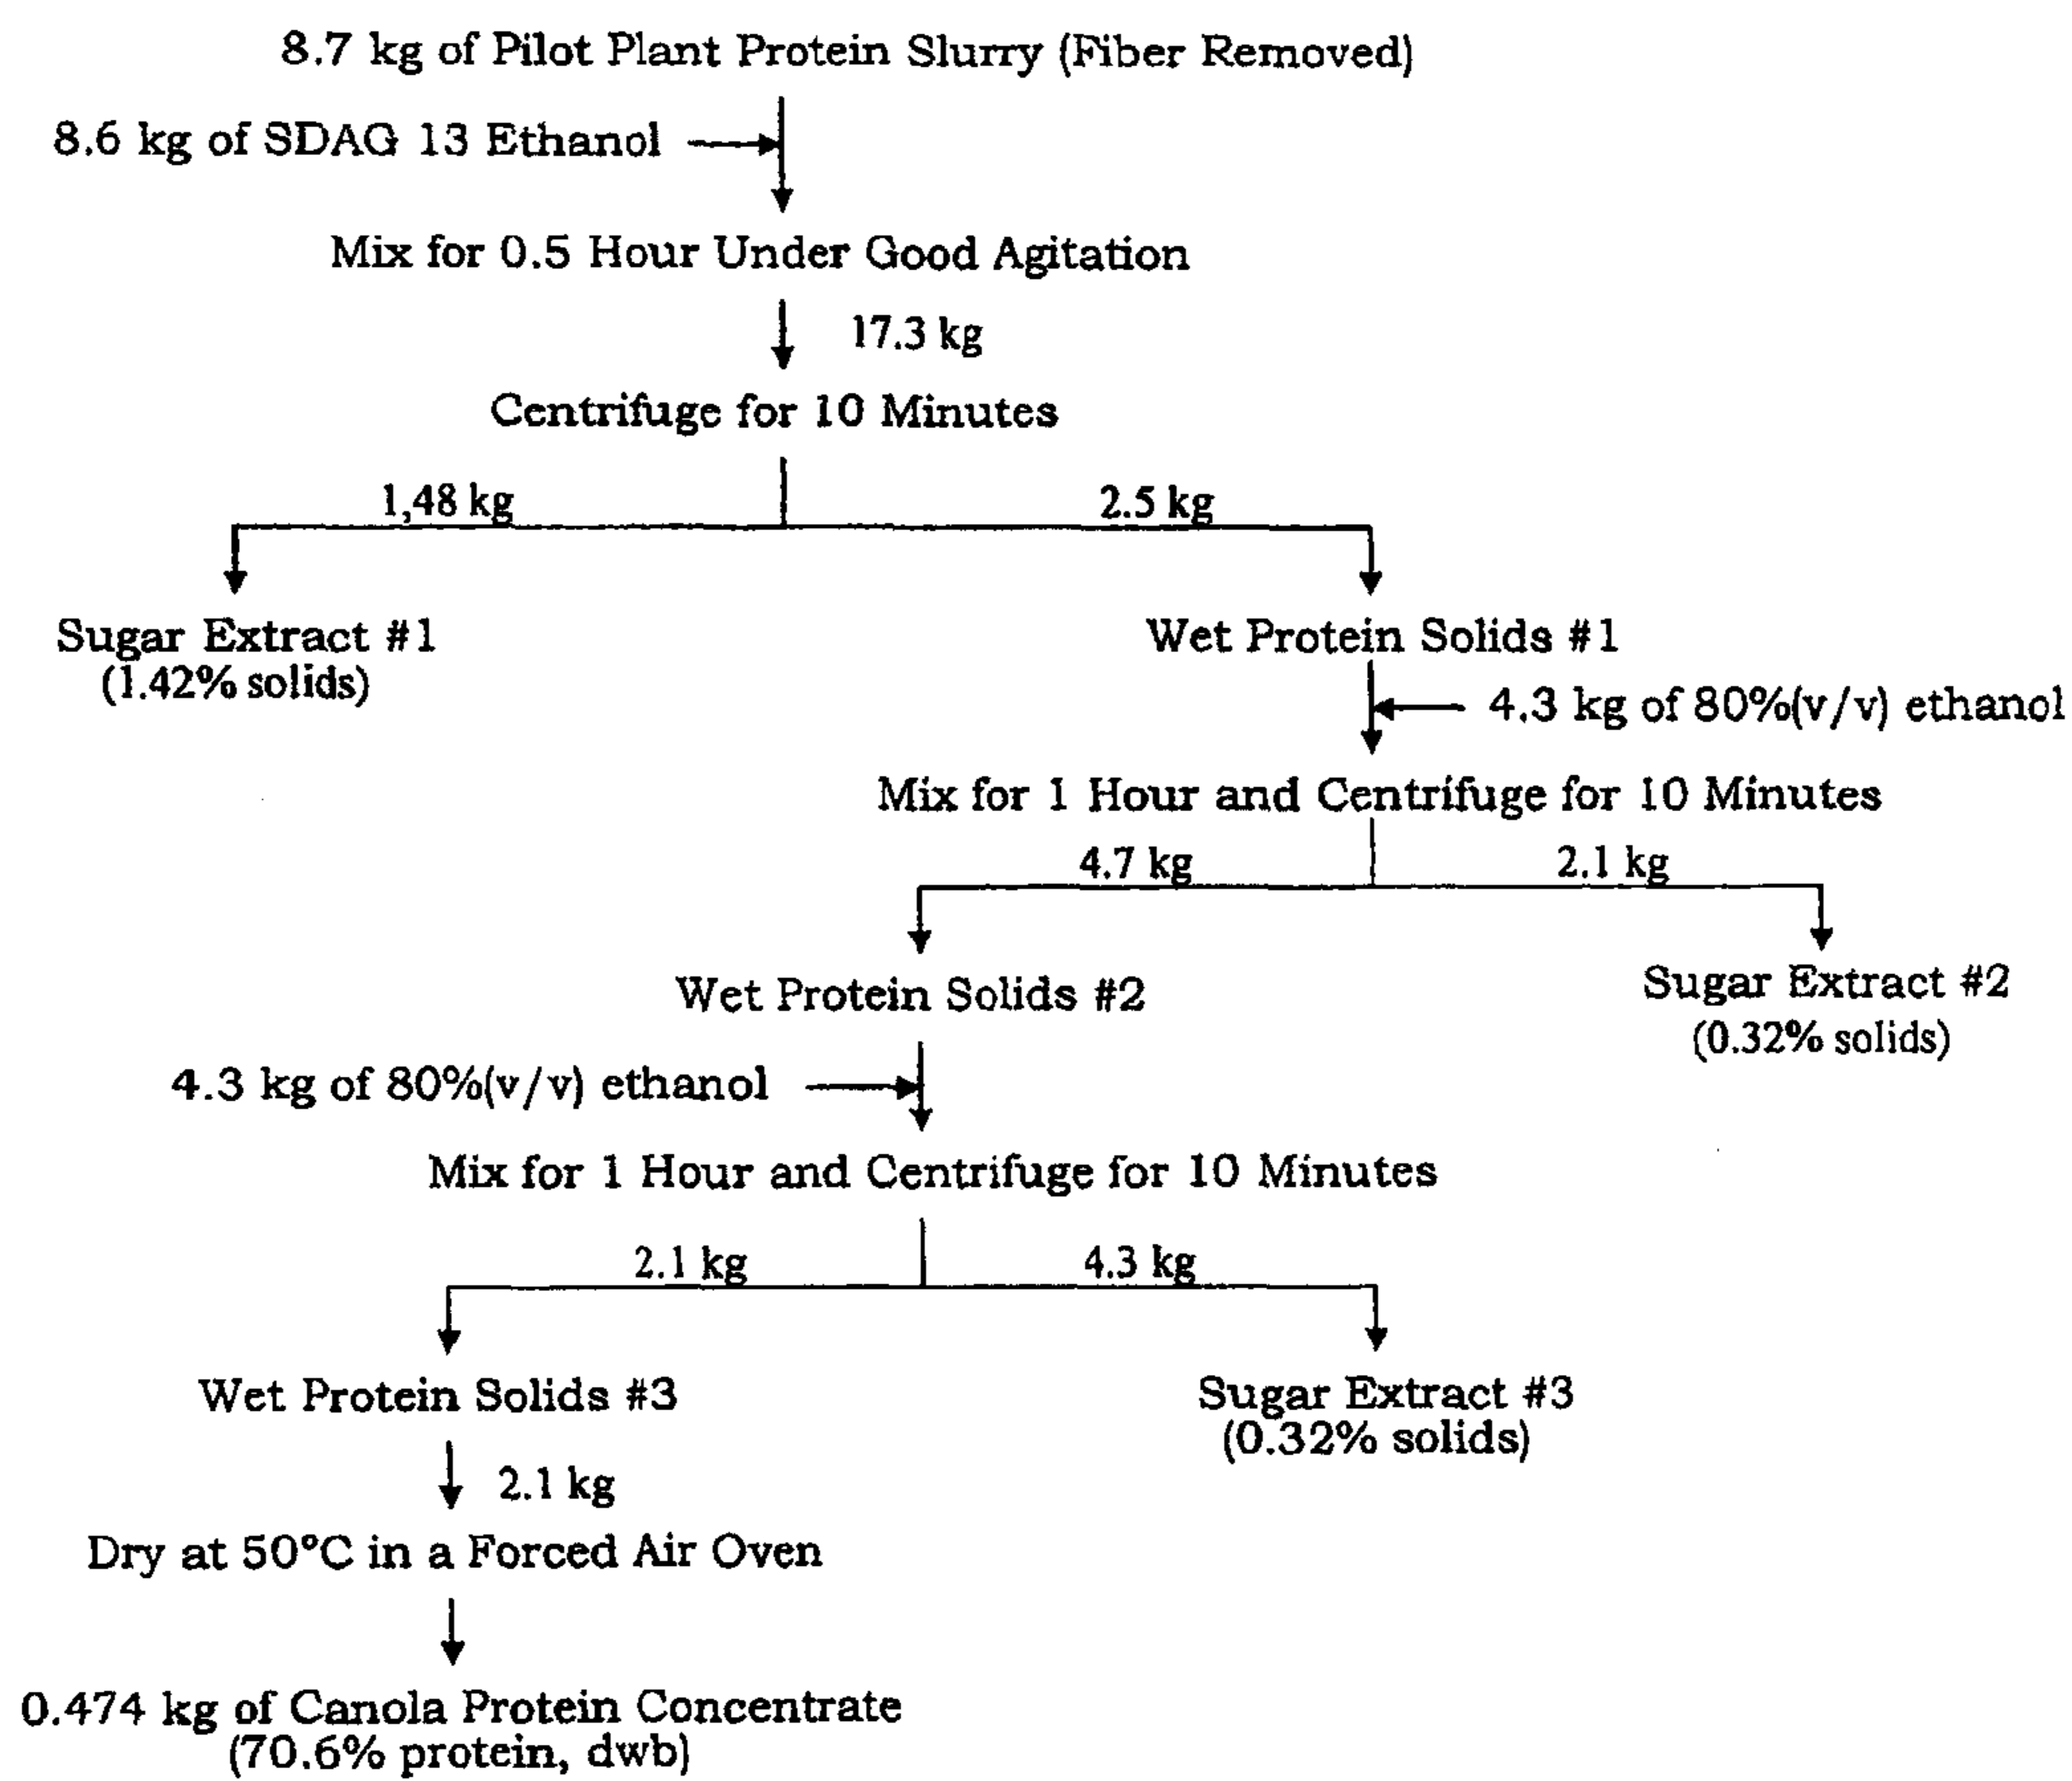 8.7 kg of Pilot Plant Protein Slurry (Fiber Removed)
8.6 kg of SDAG 13 Ethanol
Mix for 0.5 Hour Under Good Agitation
17.3 kg
Centrifuge for 10 Minutes
1,48 kg
2.5 kg
Sugar Extract #1
(1.42% solids)
Wet Protein Solids #1
4.3 kg of 80%(v/v) ethanol
Mix for 1 Hour and Centrifuge for 10 Minutes
4.7 kg
2.1 kg
Wet Protein Solids #2
Sugar Extract #2
(0.32% solids)
4.3 kg of 80%(v/v) ethanol
Mix for 1 Hour and Centrifuge for 10 Minutes
2.1 kg
4.3 kg
Wet Protein Solids #3
Sugar Extract #3
(0.32% solids)
2.1 kg
Dry at 50°C in a Forced Air Oven
0.474 kg of Canola Protein Concentrate
(70.6% protein, dwb)